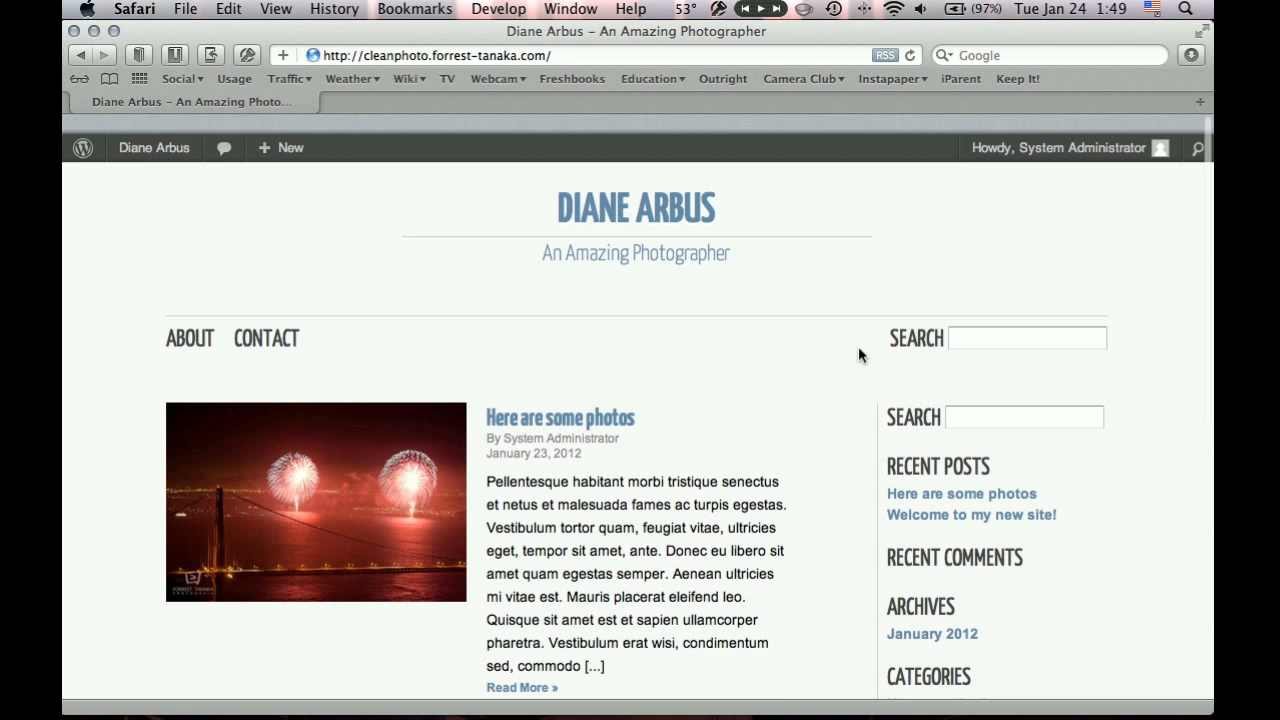 Safari File Edit View History Bookmarks Develop Window Help 53° (97%) Tue Jan 24 1:49
Diane Arbus – An Amazing Photographer
http://cleanphoto.forrest-tanaka.com/ RSS Google
Social Usage Traffic Weather Wiki TV Webcam Freshbooks Education Outright Camera Club Instapaper iParent Keep It!
Diane Arbus – An Amazing Photo...
Diane Arbus + New Howdy, System Administrator
DIANE ARBUS
An Amazing Photographer
ABOUT CONTACT SEARCH
Here are some photos
By System Administrator
January 23, 2012
Pellentesque habitant morbi tristique senectus
et netus et malesuada fames ac turpis egestas.
Vestibulum tortor quam, feugiat vitae, ultricies
eget, tempor sit amet, ante. Donec eu libero sit
amet quam egestas semper. Aenean ultricies
mi vitae est. Mauris placerat eleifend leo.
Quisque sit amet est et sapien ullamcorper
pharetra. Vestibulum erat wisi, condimentum
sed, commodo [...]
Read More »
FORREST TANAKA
SEARCH
RECENT POSTS
Here are some photos
Welcome to my new site!
RECENT COMMENTS
ARCHIVES
January 2012
CATEGORIES